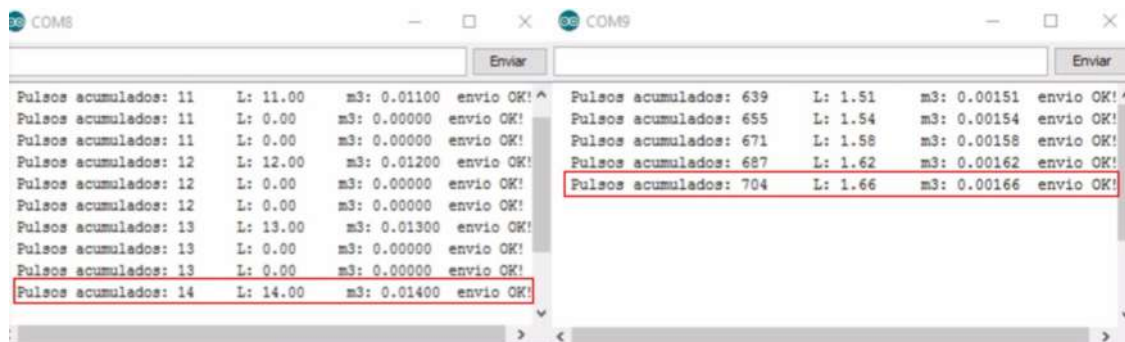 COM8
Enviar
Pulsos acumulados: 11 L: 11.00 m3: 0.01100 envio OK!
Pulsos acumulados: 11 L: 0.00 m3: 0.00000 envio OK!
Pulsos acumulados: 11 L: 0.00 m3: 0.00000 envio OK!
Pulsos acumulados: 12 L: 12.00 m3: 0.01200 envio OK!
Pulsos acumulados: 12 L: 0.00 m3: 0.00000 envio OK!
Pulsos acumulados: 12 L: 0.00 m3: 0.00000 envio OK!
Pulsos acumulados: 13 L: 13.00 m3: 0.01300 envio OK!
Pulsos acumulados: 13 L: 0.00 m3: 0.00000 envio OK!
Pulsos acumulados: 13 L: 0.00 m3: 0.00000 envio OK!
Pulsos acumulados: 14 L: 14.00 m3: 0.01400 envio OK!
COM9
Enviar
Pulsos acumulados: 639 L: 1.51 m3: 0.00151 envio OK!
Pulsos acumulados: 655 L: 1.54 m3: 0.00154 envio OK!
Pulsos acumulados: 671 L: 1.58 m3: 0.00158 envio OK!
Pulsos acumulados: 687 L: 1.62 m3: 0.00162 envio OK!
Pulsos acumulados: 704 L: 1.66 m3: 0.00166 envio OK!